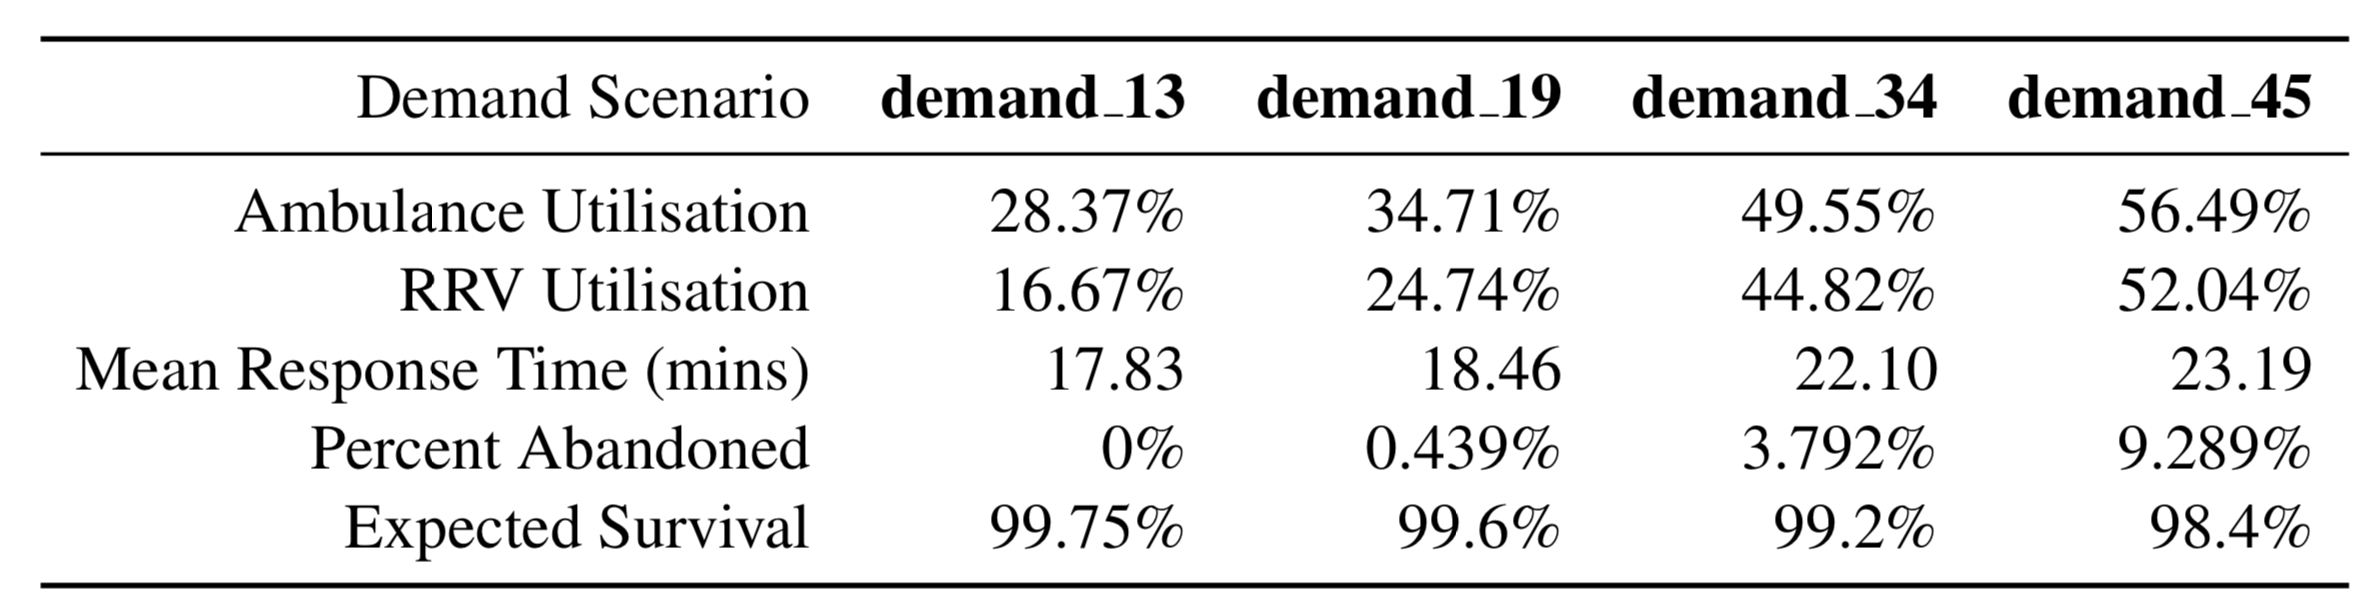 Demand Scenario demand_13 demand_19 demand_34 demand_45
Ambulance Utilisation 28.37% 34.71% 49.55% 56.49%
RRV Utilisation 16.67% 24.74% 44.82% 52.04%
Mean Response Time (mins) 17.83 18.46 22.10 23.19
Percent Abandoned 0% 0.439% 3.792% 9.289%
Expected Survival 99.75% 99.6% 99.2% 98.4%